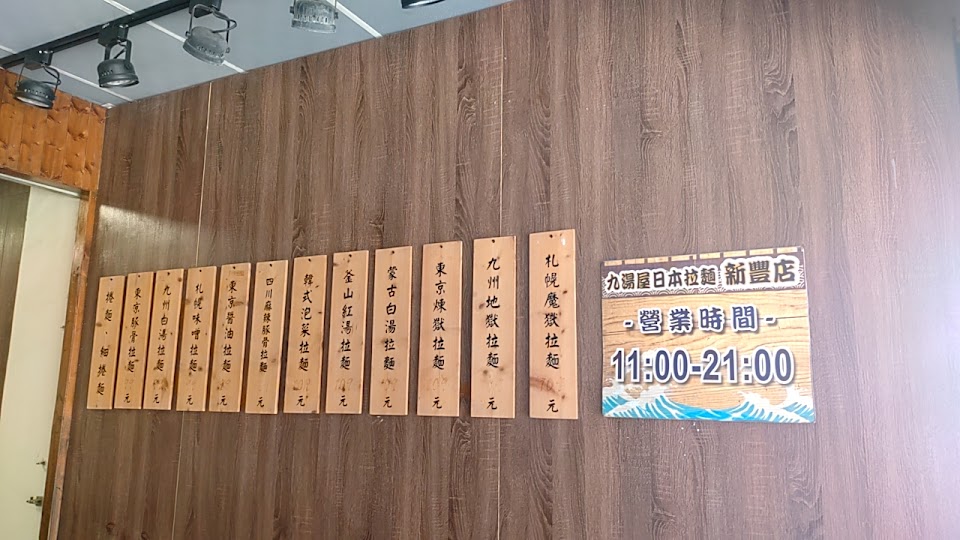 札幌魔獄拉麵 元
九州地獄拉麵 元
東京煉獄拉麵 元
蒙古白湯拉麵 元
釜山紅湯拉麵 元
韓式泡菜拉麵 元
四川麻辣豚骨拉麵 元
東京醬油拉麵 元
札幌味噌拉麵 元
九州白湯拉麵 元
東京豚骨拉麵 元
捲麵·細捲麵
九湯屋日本拉麵 新豐店
-營業時間-
11:00-21:00